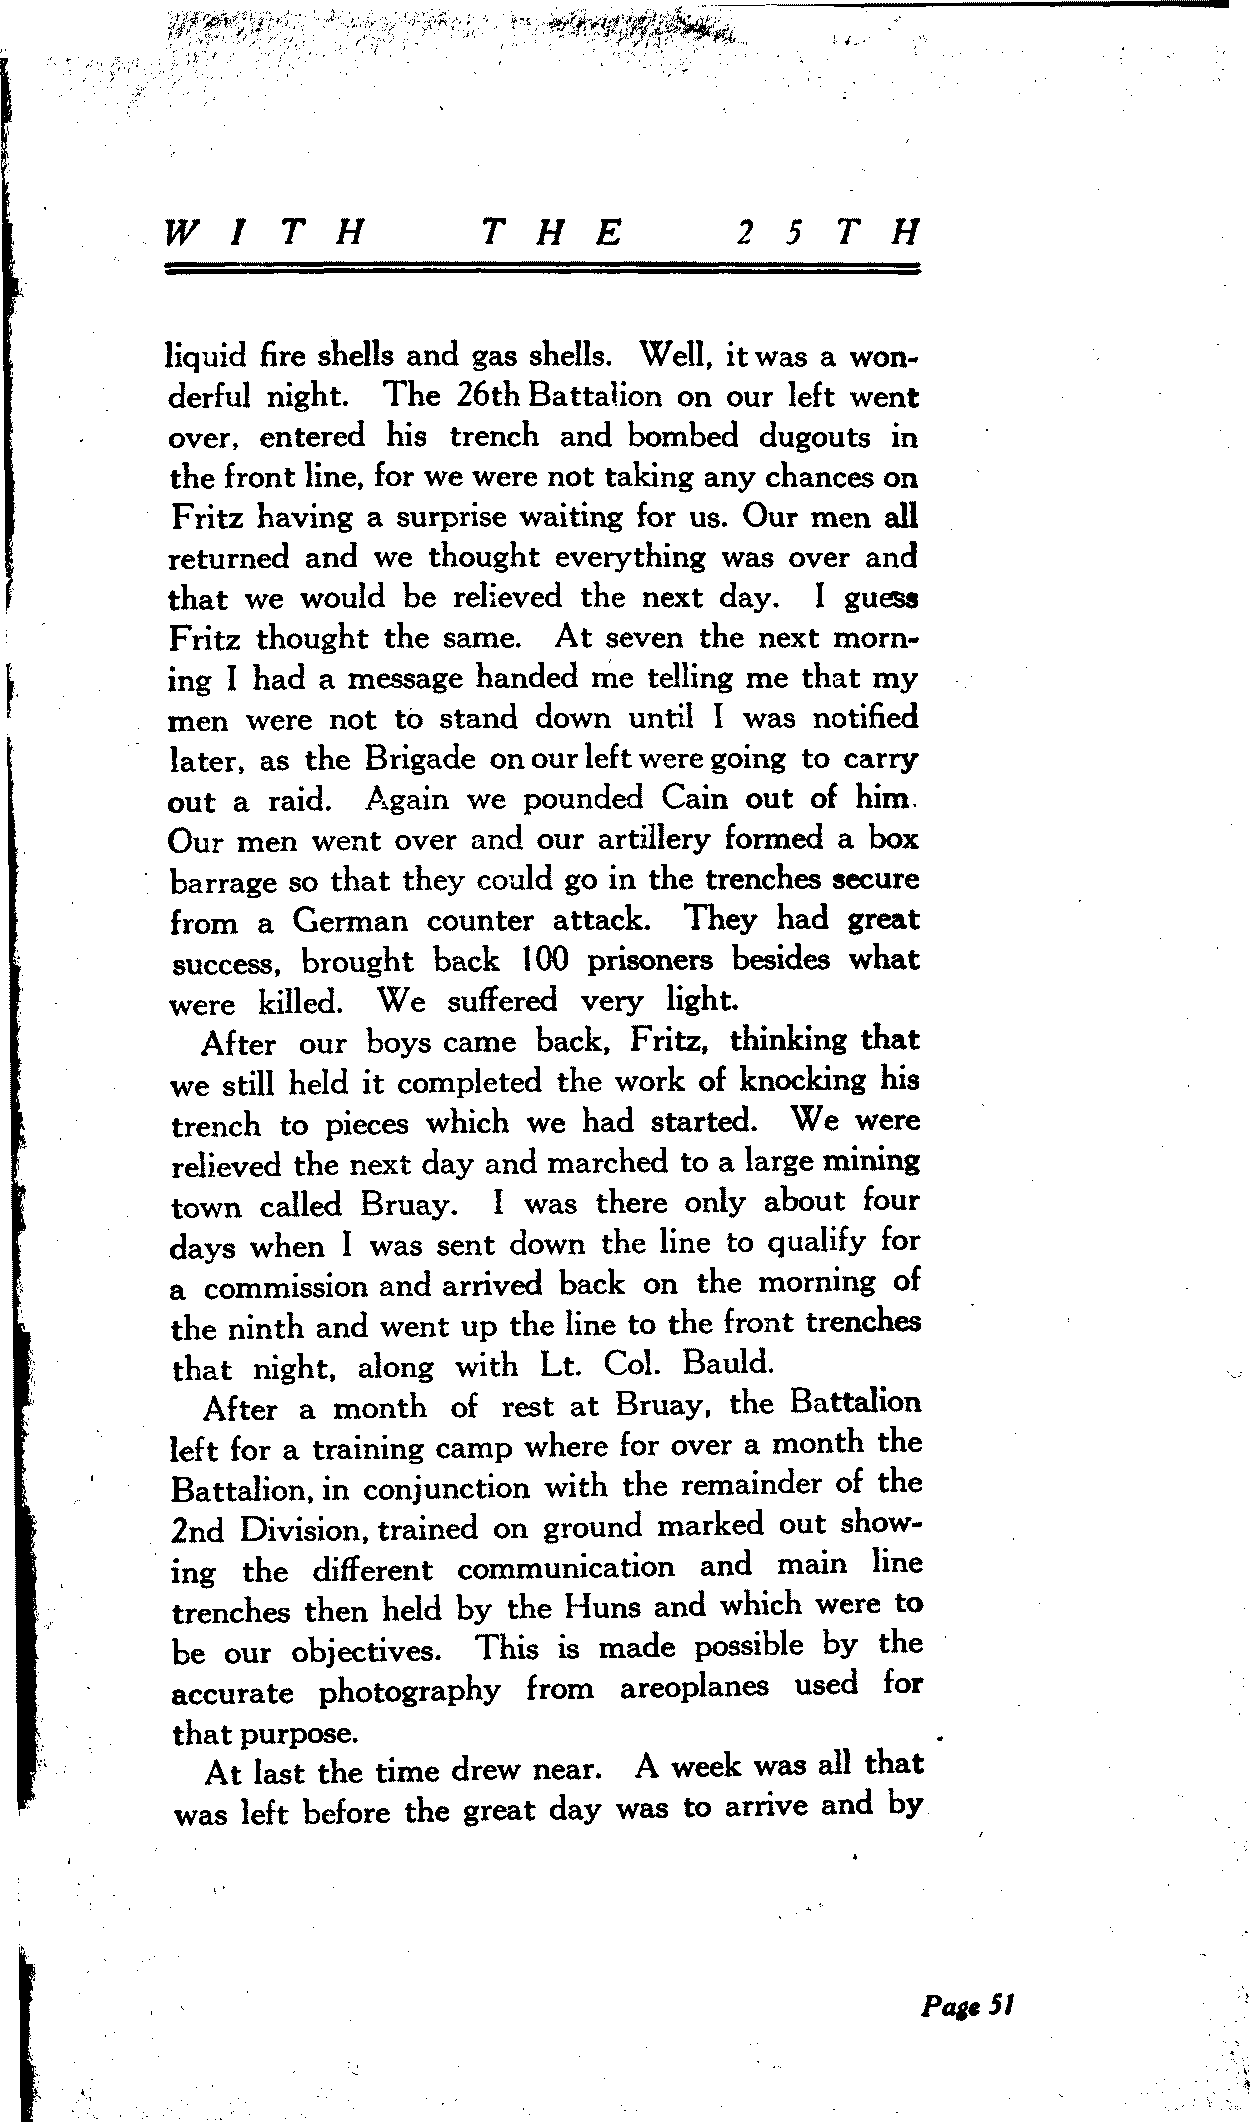 WITH THE 25TH
liquid fire shells and gas shells. Well, it was a won-
derful night. The 26th Battalion on our left went
over, entered his trench and bombed dugouts in
the front line, for we were not taking any chances on
Fritz having a surprise waiting for us. Our men all
returned and we thought everything was over and
that we would be relieved the next day. I guess
Fritz thought the same. At seven the next morn-
ing I had a message handed me telling me that my
men were not to stand down until I was notified
later, as the Brigade on our left were going to carry
out a raid. Again we pounded Cain out of him.
Our men went over and our artillery formed a box
barrage so that they could go in the trenches secure
from a German counter attack. They had great
success, brought back 100 prisoners besides what
were killed. We suffered very light.
After our boys came back, Fritz, thinking that
we still held it completed the work of knocking his
trench to pieces which we had started. We were
relieved the next day and marched to a large mining
town called Bruay. I was there only about four
days when I was sent down the line to qualify for
a commission and arrived back on the morning of
the ninth and went up the line to the front trenches
that night, along with Lt. Col. Bauld.
After a month of rest at Bruay, the Battalion
left for a training camp where for over a month the
Battalion, in conjunction with the remainder of the
2nd Division, trained on ground marked out show-
ing the different communication and main line
trenches then held by the Huns and which were to
be our objectives. This is made possible by the
accurate photography from areoplanes used for
that purpose.
At last the time drew near. A week was all that
was left before the great day was to arrive and by
Page 51